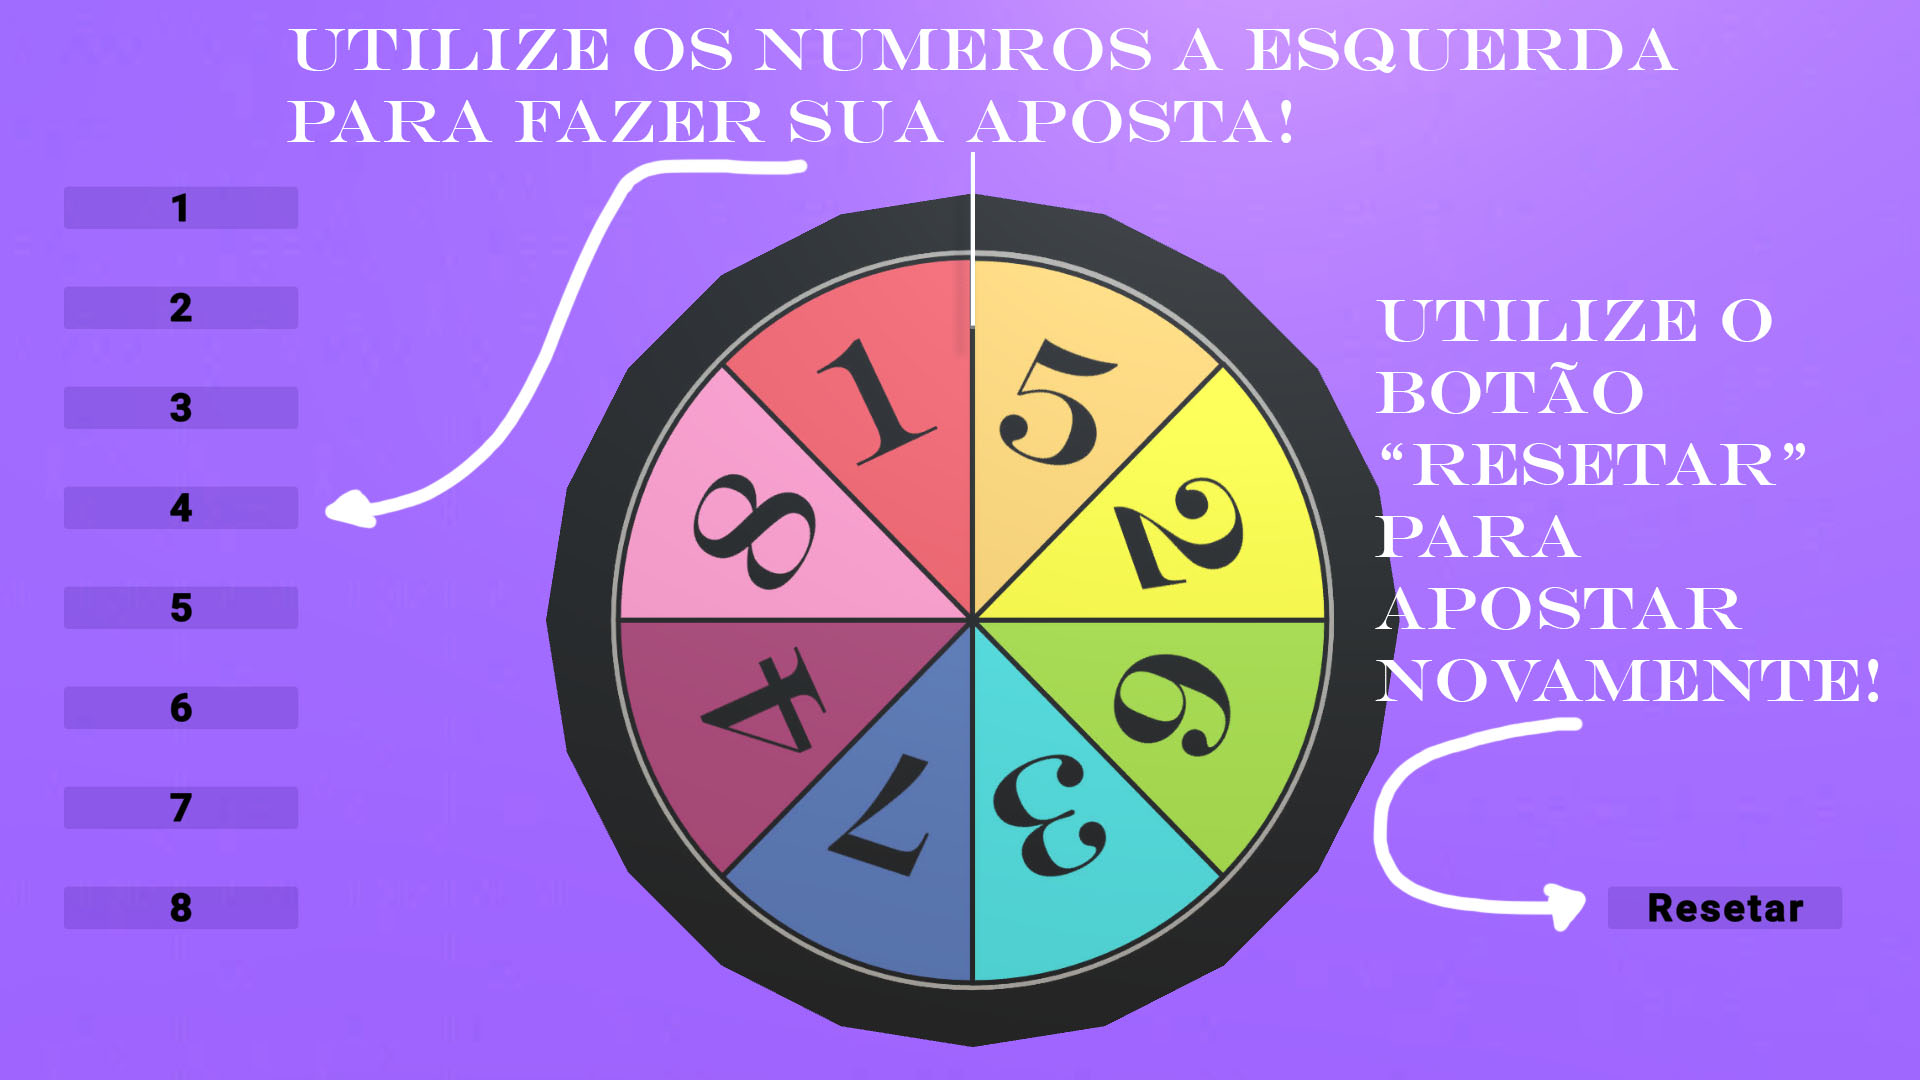 UTILIZE OS NUMEROS A ESQUERDA
PARA FAZER SUA APOSTA!
1
2
3
4
5
6
7
8
1
5
2
6
3
7
4
8
UTILIZE O
BOTÃO
“RESETAR”
PARA
APOSTAR
NOVAMENTE!
Resetar